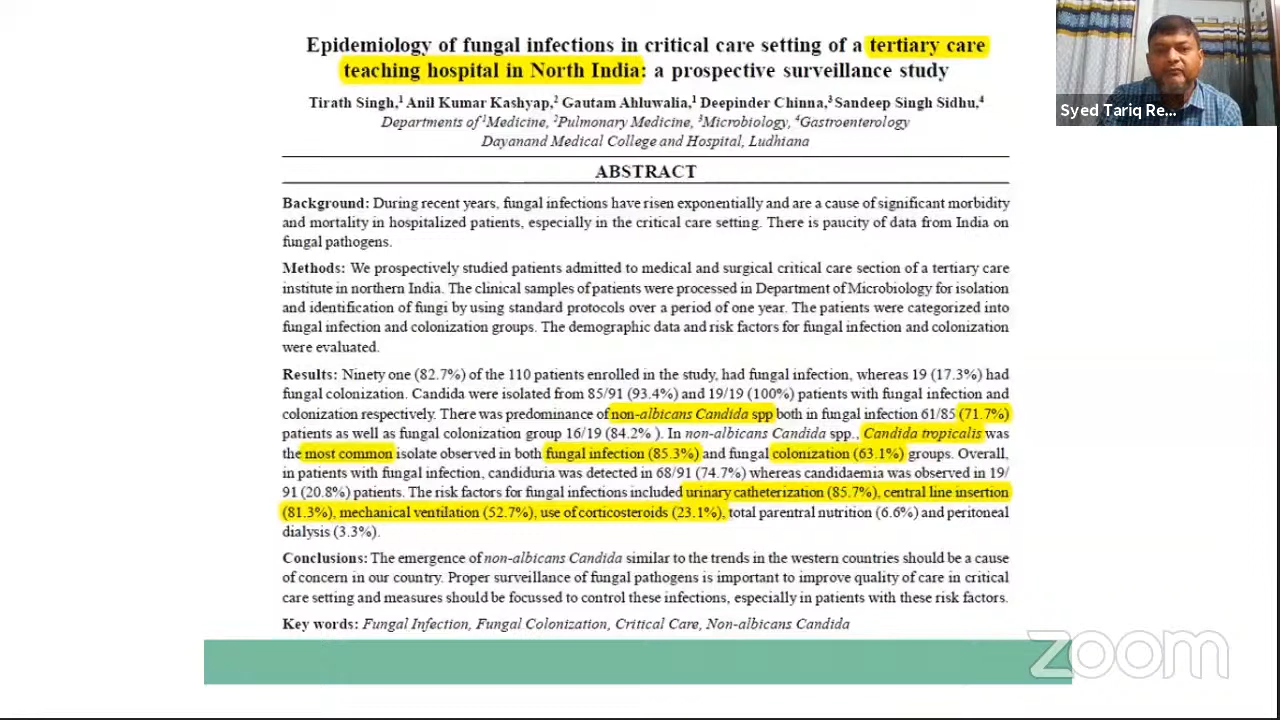 Epidemiology of fungal infections in critical care setting of a tertiary care
teaching hospital in North India: a prospective surveillance study
Tirath Singh,1 Anil Kumar Kashyap,2 Gautam Ahluwalia,1 Deepinder Chinna,3 Sandeep Singh Sidhu,4
Departments of 1Medicine, 2Pulmonary Medicine, 3Microbiology, 4Gastroenterology
Dayanand Medical College and Hospital, Ludhiana
ABSTRACT
Background: During recent years, fungal infections have risen exponentially and are a cause of significant morbidity
and mortality in hospitalized patients, especially in the critical care setting. There is paucity of data from India on
fungal pathogens.
Methods: We prospectively studied patients admitted to medical and surgical critical care section of a tertiary care
institute in northern India. The clinical samples of patients were processed in Department of Microbiology for isolation
and identification of fungi by using standard protocols over a period of one year. The patients were categorized into
fungal infection and colonization groups. The demographic data and risk factors for fungal infection and colonization
were evaluated.
Results: Ninety one (82.7%) of the 110 patients enrolled in the study, had fungal infection, whereas 19 (17.3%) had
fungal colonization. Candida were isolated from 85/91 (93.4%) and 19/19 (100%) patients with fungal infection and
colonization respectively. There was predominance of non-albicans Candida spp both in fungal infection 61/85 (71.7%)
patients as well as fungal colonization group 16/19 (84.2% ). In non-albicans Candida spp., Candida tropicalis was
the most common isolate observed in both fungal infection (85.3%) and fungal colonization (63.1%) groups. Overall,
in patients with fungal infection, candiduria was detected in 68/91 (74.7%) whereas candidaemia was observed in 19/
91 (20.8%) patients. The risk factors for fungal infections included urinary catheterization (85.7%), central line insertion
(81.3%), mechanical ventilation (52.7%), use of corticosteroids (23.1%), total parentral nutrition (6.6%) and peritoneal
dialysis (3.3%).
Conclusions: The emergence of non-albicans Candida similar to the trends in the western countries should be a cause
of concern in our country. Proper surveillance of fungal pathogens is important to improve quality of care in critical
care setting and measures should be focussed to control these infections, especially in patients with these risk factors.
Key words: Fungal Infection, Fungal Colonization, Critical Care, Non-albicans Candida
Syed Tariq Re...
zoom